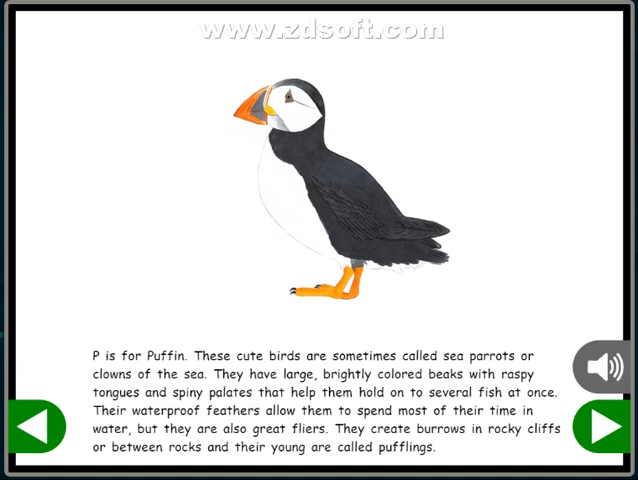 www.zdsoft.com
P is for Puffin. These cute birds are sometimes called sea parrots or
clowns of the sea. They have large, brightly colored beaks with raspy
tongues and spiny palates that help them hold on to several fish at once.
Their waterproof feathers allow them to spend most of their time in
water, but they are also great fliers. They create burrows in rocky cliffs
or between rocks and their young are called pufflings.